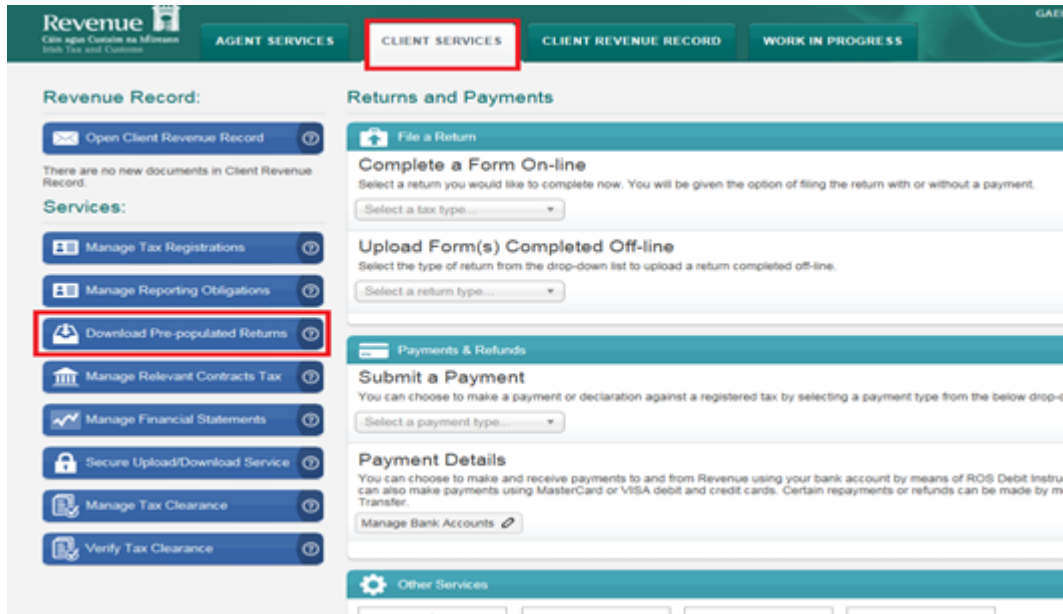 Revenue
Cáin agus Custaim na hÉireann
Irish Tax and Customs
AGENT SERVICES
CLIENT SERVICES
CLIENT REVENUE RECORD
WORK IN PROGRESS
Revenue Record:
Open Client Revenue Record
There are no new documents in Client Revenue
Record.
Services:
Manage Tax Registrations
Manage Reporting Obligations
Download Pre-populated Returns
Manage Relevant Contracts Tax
Manage Financial Statements
Secure Upload/Download Service
Manage Tax Clearance
Verify Tax Clearance
Returns and Payments
File a Return
Complete a Form On-line
Select a return you would like to complete now. You will be given the option of filing the return with or without a payment.
Select a tax type...
Upload Form(s) Completed Off-line
Select the type of return from the drop-down list to upload a return completed off-line.
Select a return type...
Payments & Refunds
Submit a Payment
You can choose to make a payment or declaration against a registered tax by selecting a payment type from the below drop-
Select a payment type...
Payment Details
You can choose to make and receive payments to and from Revenue using your bank account by means of ROS Debit
can also make payments using MasterCard or VISA debit and credit cards. Certain repayments or refunds can be made by
Transfer.
Manage Bank Accounts
Other Services